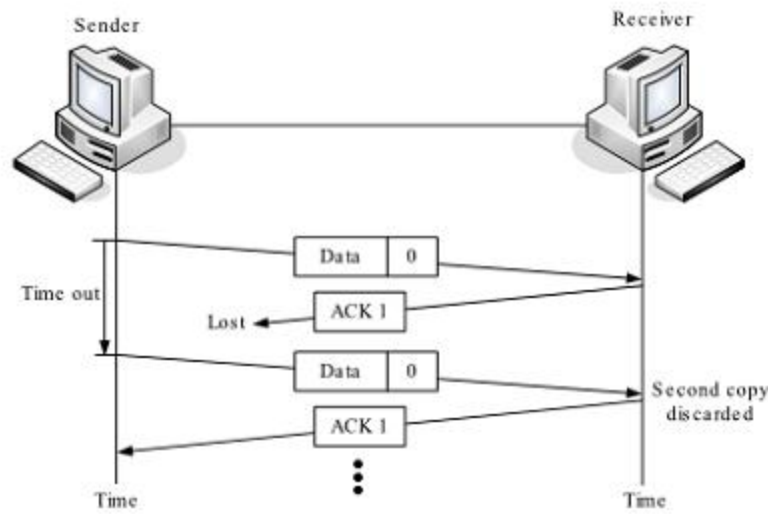 Sender
Receiver
Data 0
Time out
ACK 1
Lost
Data 0
Second copy
discarded
ACK 1
Time
Time